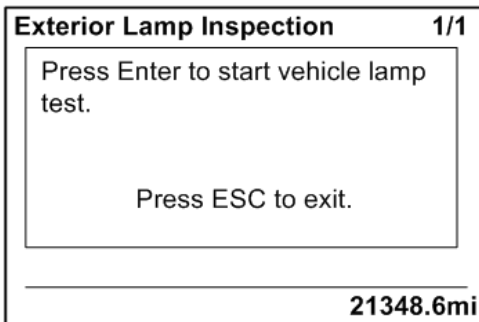 Exterior Lamp Inspection 1/1
Press Enter to start vehicle lamp
test.
Press ESC to exit.
21348.6mi